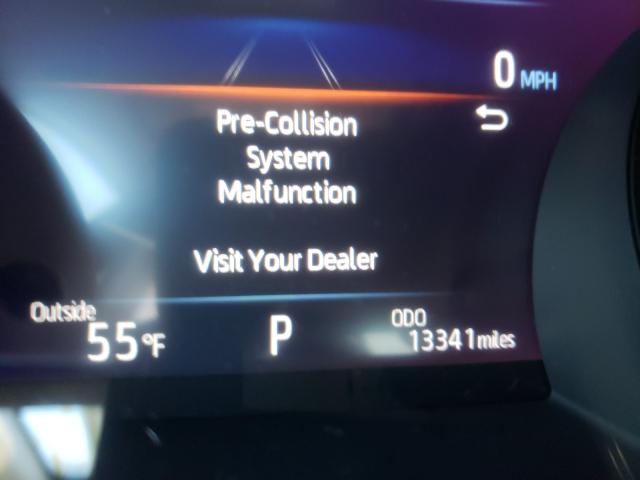 0 MPH
Pre-Collision
System
Malfunction
Visit Your Dealer
Outside
55°F
P
ODO
13341 miles